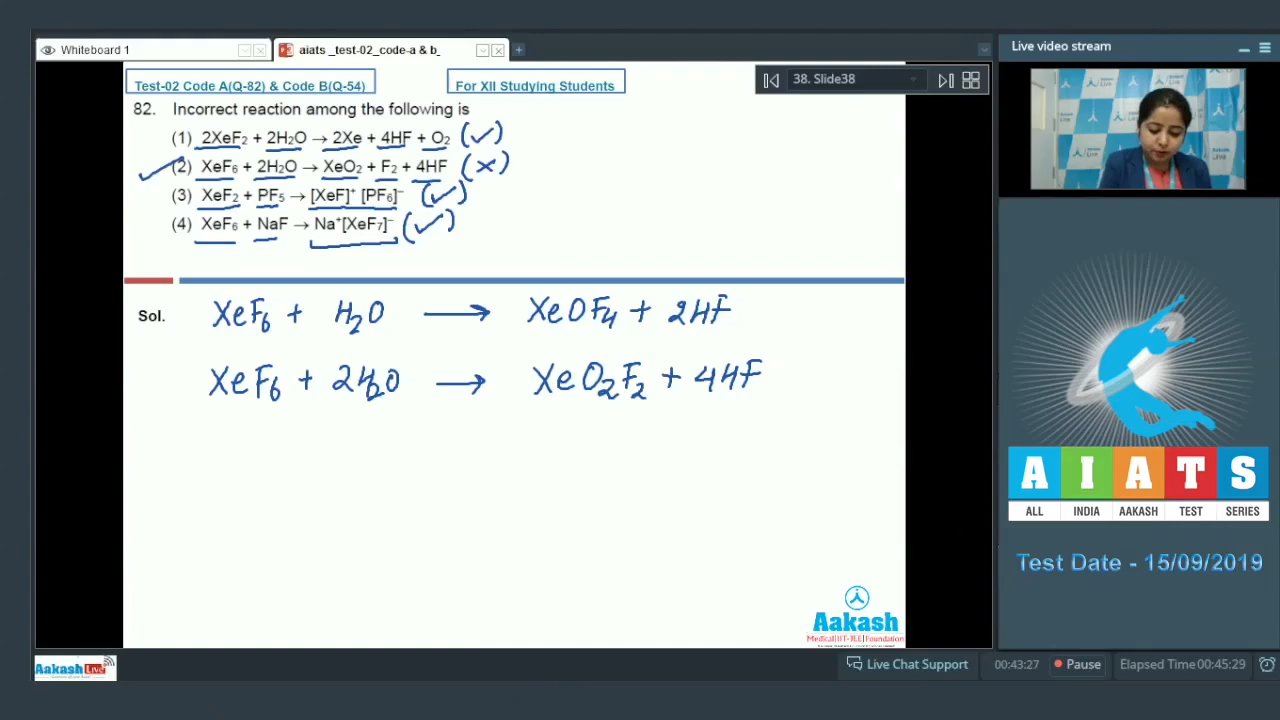 Whiteboard 1
aiats _test-02_code-a & b_
Live video stream
Test-02 Code A(Q-82) & Code B(Q-54)
For XII Studying Students
38. Slide38
82. Incorrect reaction among the following is
(1) 2XeF₂ + 2H₂O → 2Xe + 4HF + O₂ (✓)
(2) XeF₆ + 2H₂O → XeO₂ + F₂ + 4HF (×)
(3) XeF₂ + PF₅ → [XeF]⁺ [PF₆]⁻ (✓)
(4) XeF₆ + NaF → Na⁺[XeF₇]⁻ (✓)
Sol. XeF₆ + H₂O ⟶ XeOF₄ + 2HF
XeF₆ + 2H₂O ⟶ XeO₂F₂ + 4HF
A I A T S
ALL INDIA AAKASH TEST SERIES
Test Date - 15/09/2019
Aakash
Medical|IIT-JEE|Foundation
Aakash Live
Live Chat Support
00:43:27
Pause
Elapsed Time 00:45:29